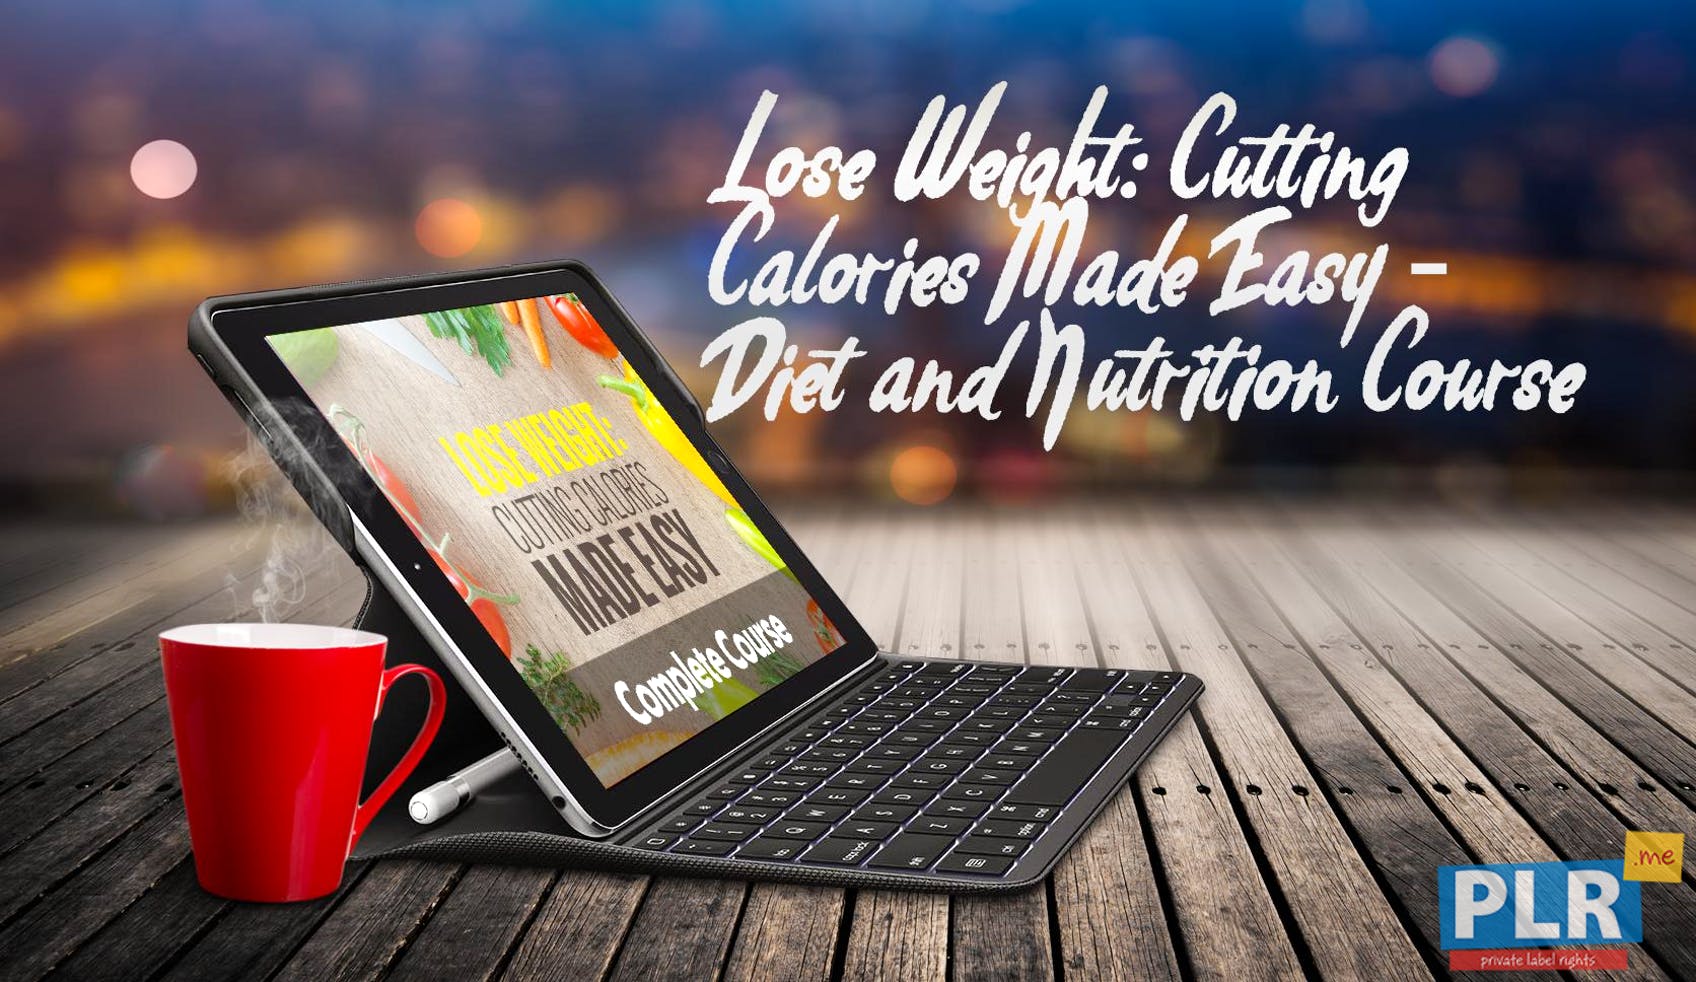 Lose Weight: Cutting
Calories Made Easy -
Diet and Nutrition Course
LOSE WEIGHT:
CUTTING CALORIES
MADE EASY
Complete Course
PLR
.me
private label rights